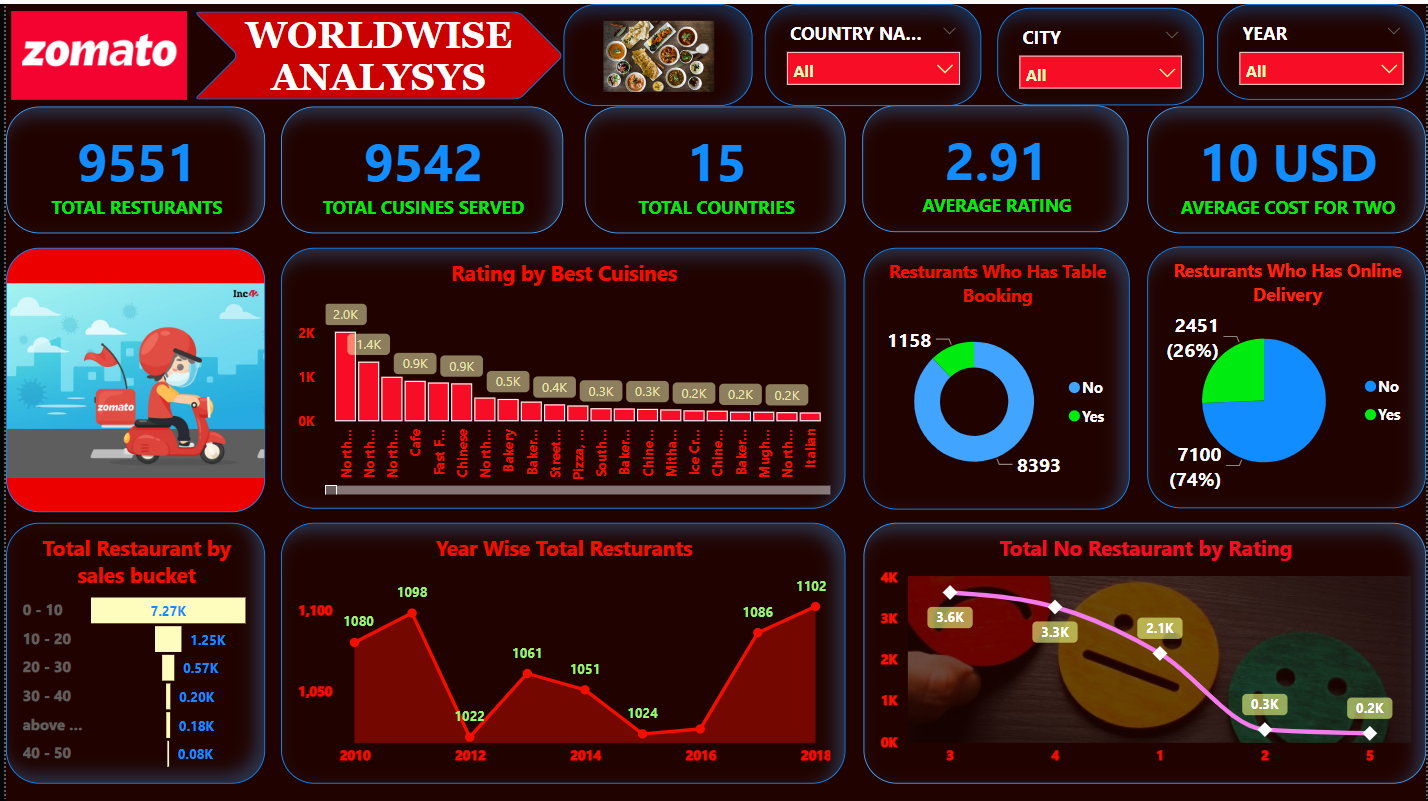 zomato
WORLDWISE
ANALYSYS
COUNTRY NA...
All
CITY
All
YEAR
All
9551
TOTAL RESTURANTS
9542
TOTAL CUSINES SERVED
15
TOTAL COUNTRIES
2.91
AVERAGE RATING
10 USD
AVERAGE COST FOR TWO
Inc42
zomato
Rating by Best Cuisines
2K
1K
0K
2.0K
1.4K
0.9K
0.9K
0.5K
0.4K
0.3K
0.3K
0.2K
0.2K
0.2K
North...
North...
North...
Cafe
Fast F...
Chinese
North...
Bakery
Baker...
Street...
Pizza, ...
South...
Baker...
Chine...
Mitha...
Ice Cr...
Chine...
Baker...
Mugh...
North...
Italian
Resturants Who Has Table
Booking
1158
8393
No
Yes
Resturants Who Has Online
Delivery
2451
(26%)
7100
(74%)
No
Yes
Total Restaurant by
sales bucket
0 - 10
7.27K
10 - 20
1.25K
20 - 30
0.57K
30 - 40
0.20K
above ...
0.18K
40 - 50
0.08K
Year Wise Total Resturants
1,100
1,050
1080
1098
1022
1061
1051
1024
1086
1102
2010
2012
2014
2016
2018
Total No Restaurant by Rating
4K
3K
2K
1K
0K
3.6K
3.3K
2.1K
0.3K
0.2K
3
4
1
2
5